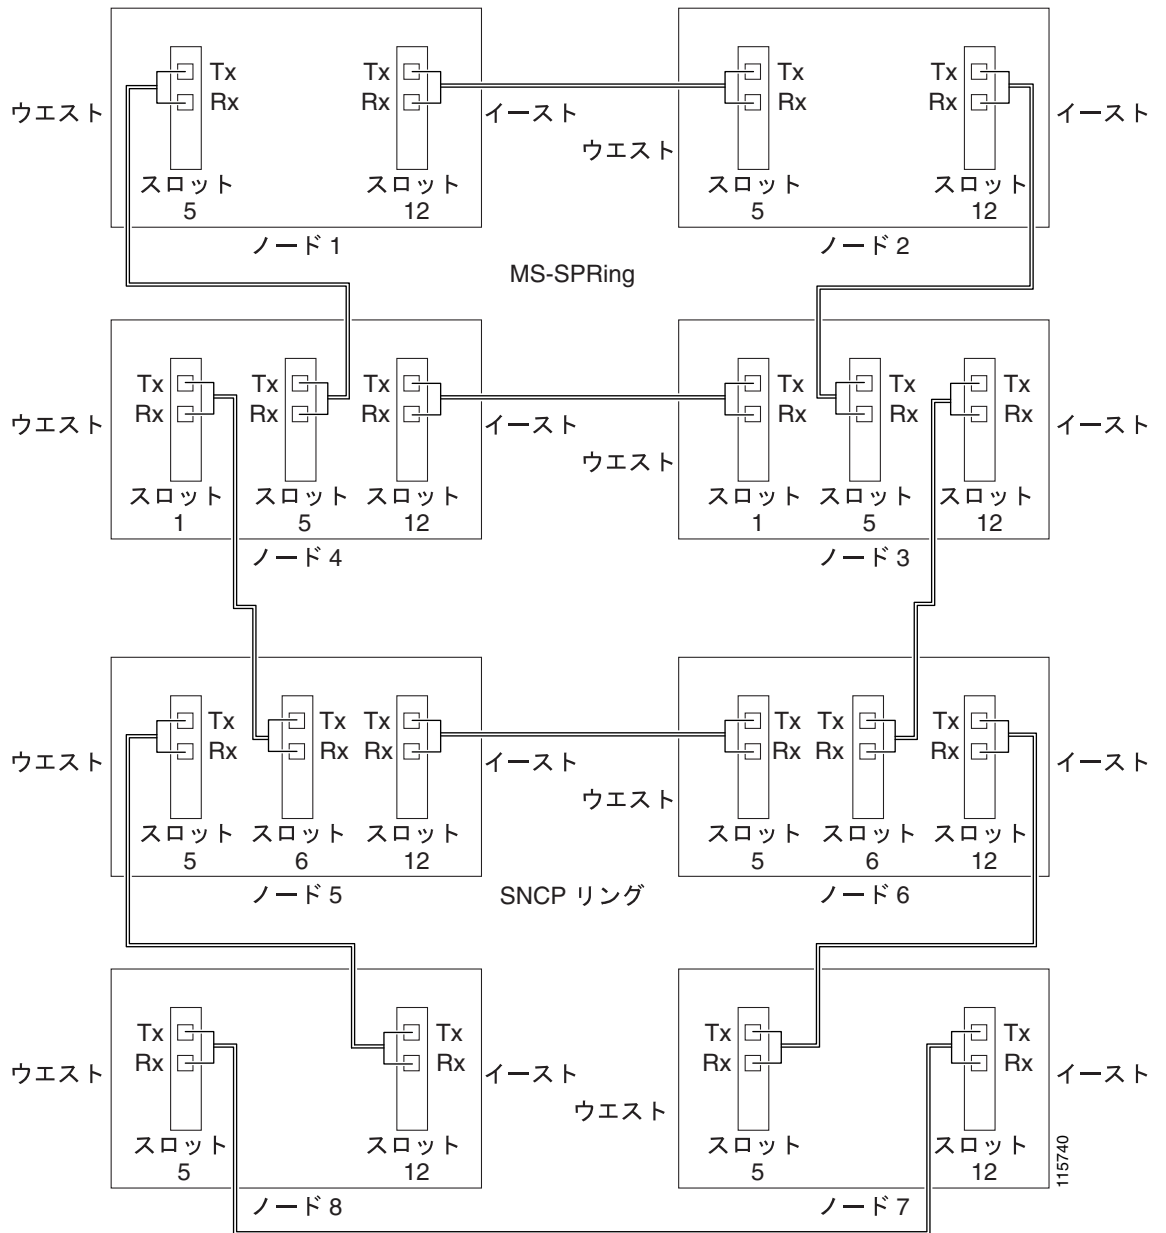 Tx Tx Tx Tx
Rx Rx Rx Rx
ウエスト イースト イースト
ウエスト
スロット スロット スロット スロット
5 12 5 12
ノード 1 ノード 2
MS-SPRing
Tx Tx Tx Tx Tx Tx
Rx Rx Rx Rx Rx Rx
ウエスト イースト イースト
ウエスト
スロット スロット スロット スロット スロット スロット
1 5 12 1 5 12
ノード 4 ノード 3
Tx Tx Tx Tx Tx Tx
Rx Rx Rx Rx Rx Rx
ウエスト イースト イースト
ウエスト
スロット スロット スロット スロット スロット スロット
5 6 12 5 6 12
ノード 5 SNCP リング ノード 6
Tx Tx Tx Tx
Rx Rx Rx Rx
ウエスト イースト イースト
ウエスト
スロット スロット スロット スロット
5 12 5 12
115740
ノード 8 ノード 7